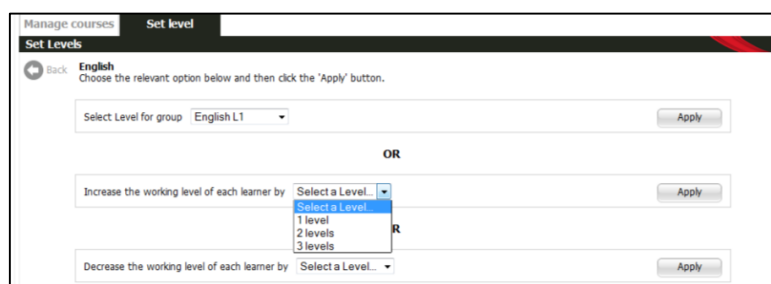 Manage courses Set level
Set Levels
Back English
Choose the relevant option below and then click the 'Apply' button.
Select Level for group English L1 Apply
OR
Increase the working level of each learner by Select a Level... Apply
Select a Level...
1 level
2 levels
3 levels
R
Decrease the working level of each learner by Select a Level... Apply